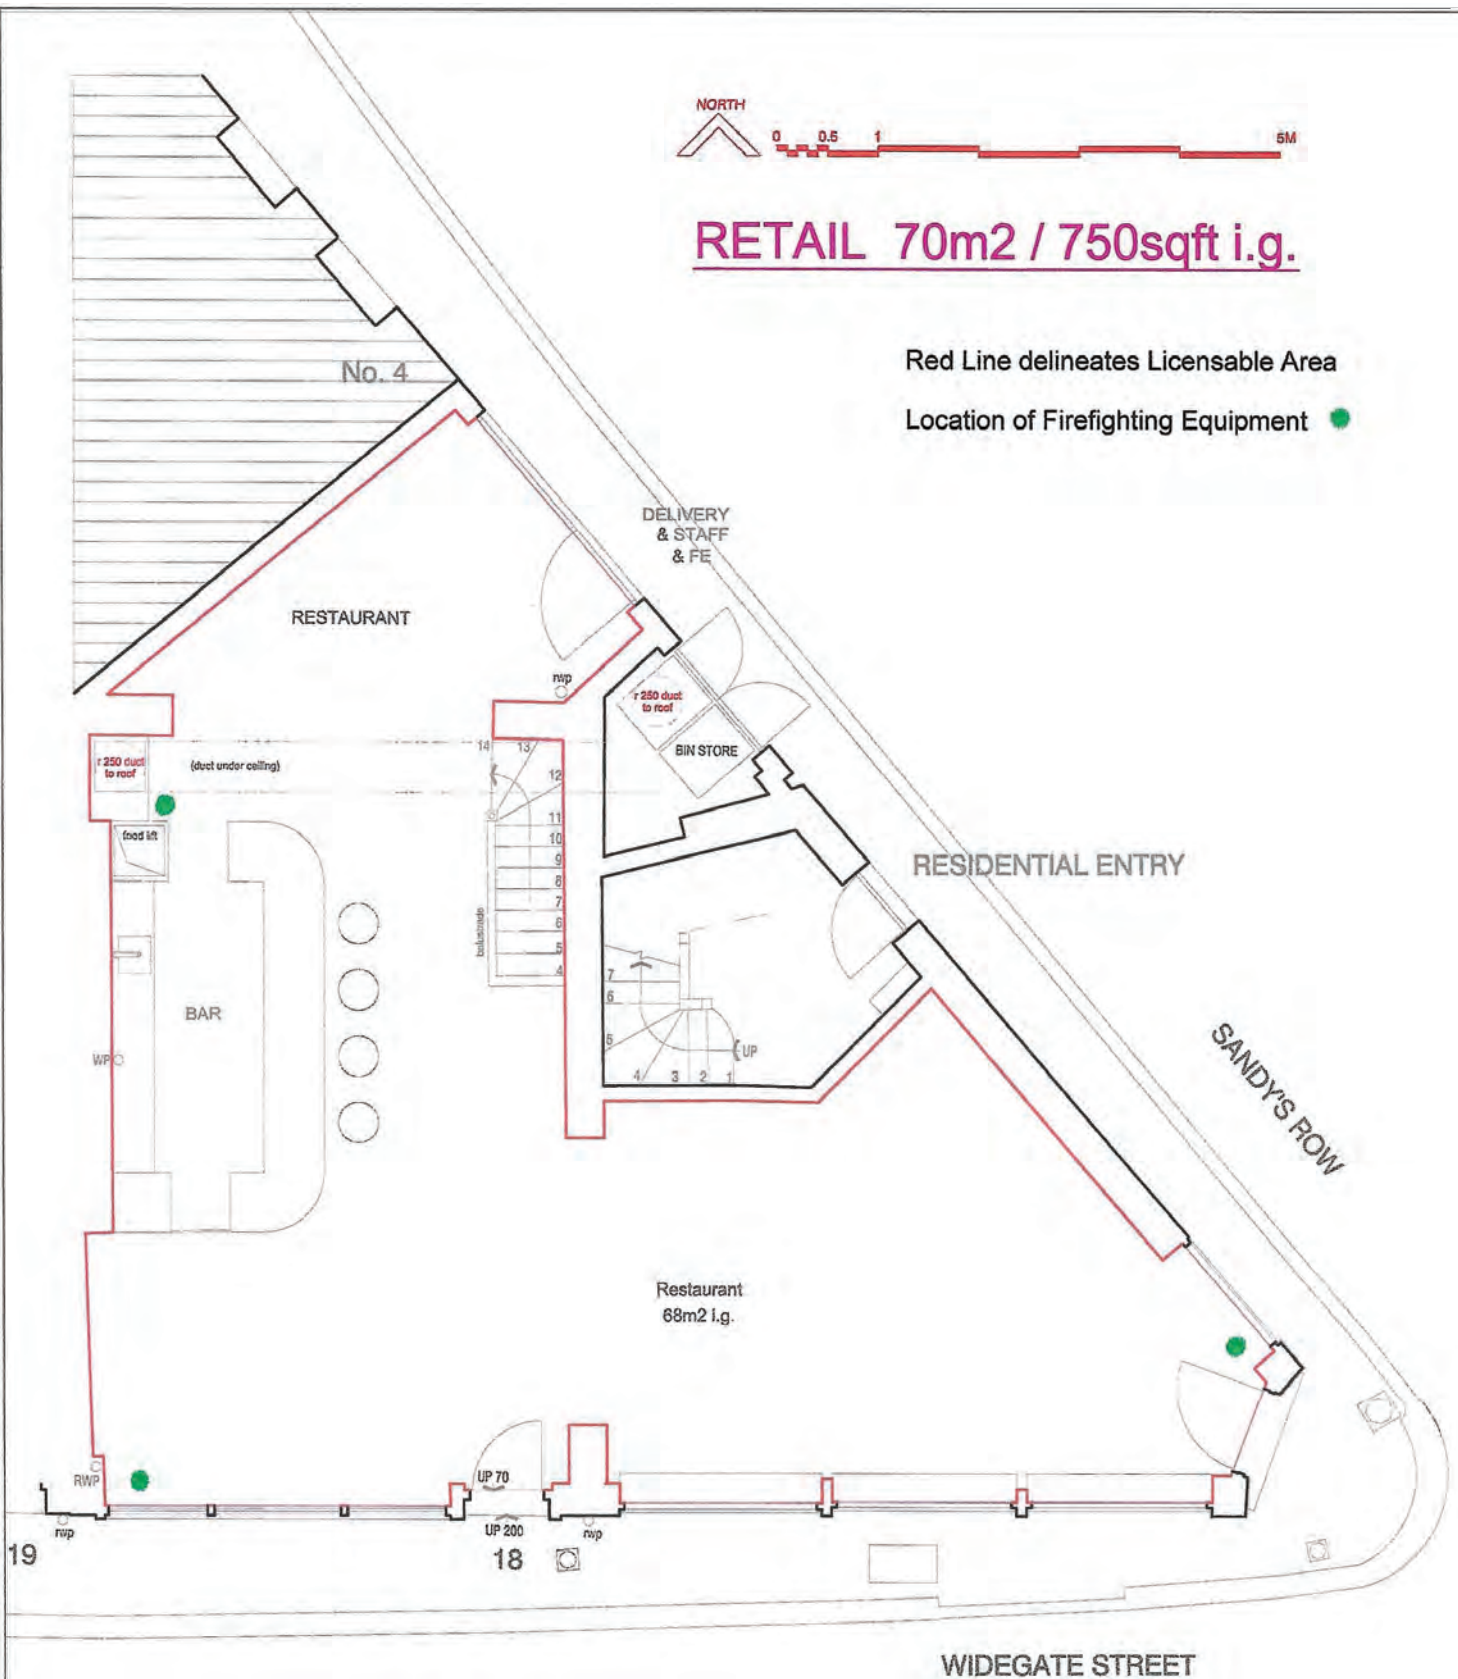 NORTH
0 0.5 1 5M
RETAIL 70m2 / 750sqft i.g.
Red Line delineates Licensable Area
Location of Firefighting Equipment
No. 4
DELIVERY
& STAFF
& FE
RESTAURANT
rwp
r 250 duct
to roof
BIN STORE
r 250 duct
to roof
(duct under ceiling)
14 13
12
11
10
9
8
7
6
5
4
balustrade
food lift
BAR
WP
RESIDENTIAL ENTRY
7
6
5
4 3 2 1
UP
SANDY'S ROW
Restaurant
68m2 i.g.
RWP
UP 70
UP 200
rwp
rwp
19
18
WIDEGATE STREET